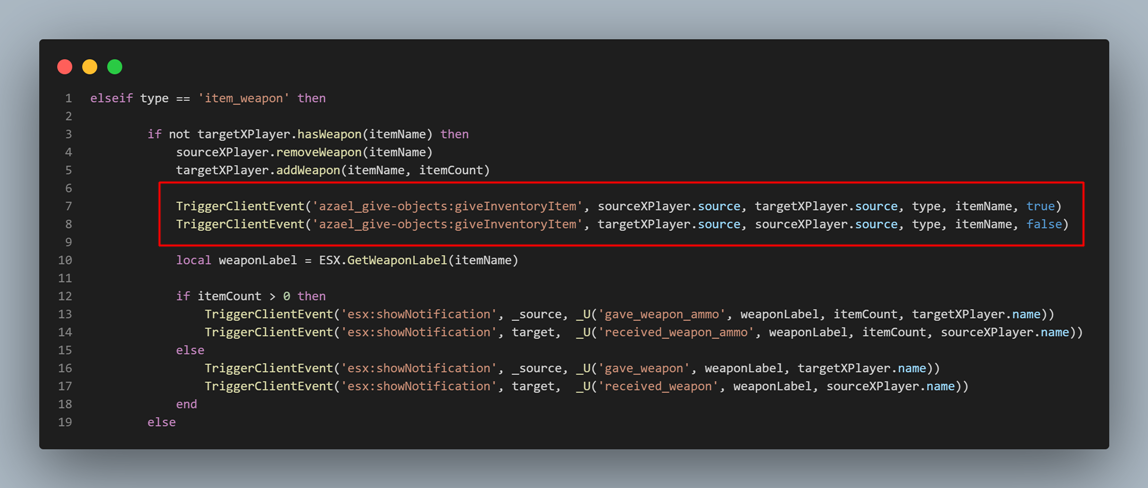 1 elseif type == 'item_weapon' then
2
3 if not targetXPlayer.hasWeapon(itemName) then
4 sourceXPlayer.removeWeapon(itemName)
5 targetXPlayer.addWeapon(itemName, itemCount)
6
7 TriggerClientEvent('azael_give-objects:giveInventoryItem', sourceXPlayer.source, targetXPlayer.source, type, itemName, true)
8 TriggerClientEvent('azael_give-objects:giveInventoryItem', targetXPlayer.source, sourceXPlayer.source, type, itemName, false)
9
10 local weaponLabel = ESX.GetWeaponLabel(itemName)
11
12 if itemCount > 0 then
13 TriggerClientEvent('esx:showNotification', _source, _U('gave_weapon_ammo', weaponLabel, itemCount, targetXPlayer.name))
14 TriggerClientEvent('esx:showNotification', target, _U('received_weapon_ammo', weaponLabel, itemCount, sourceXPlayer.name))
15 else
16 TriggerClientEvent('esx:showNotification', _source, _U('gave_weapon', weaponLabel, targetXPlayer.name))
17 TriggerClientEvent('esx:showNotification', target, _U('received_weapon', weaponLabel, sourceXPlayer.name))
18 end
19 else